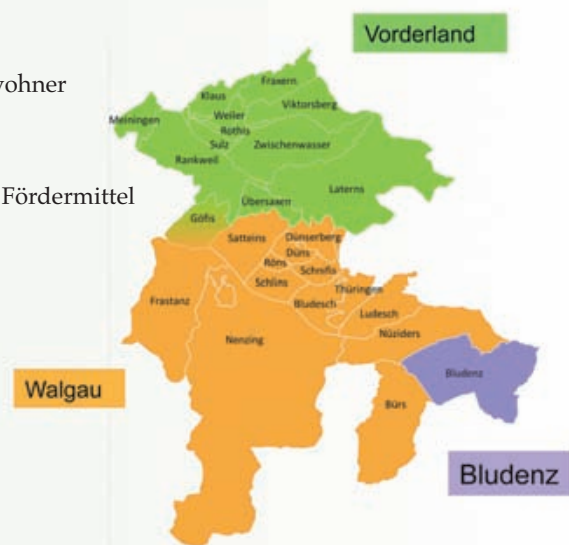 Vorderland
wohner
Fraxern
Klaus
Viktorsberg
Weiler
Meiningen
Röthis
Sulz
Zwischenwasser
Rankweil
Laterns
Fördermittel
Übersaxen
Göfis
Satteins
Dünserberg
Düns
Röns
Schnifis
Schlins
Thüringen
Frastanz
Bludesch
Ludesch
Nüziders
Nenzing
Bludenz
Walgau
Bürs
Bludenz